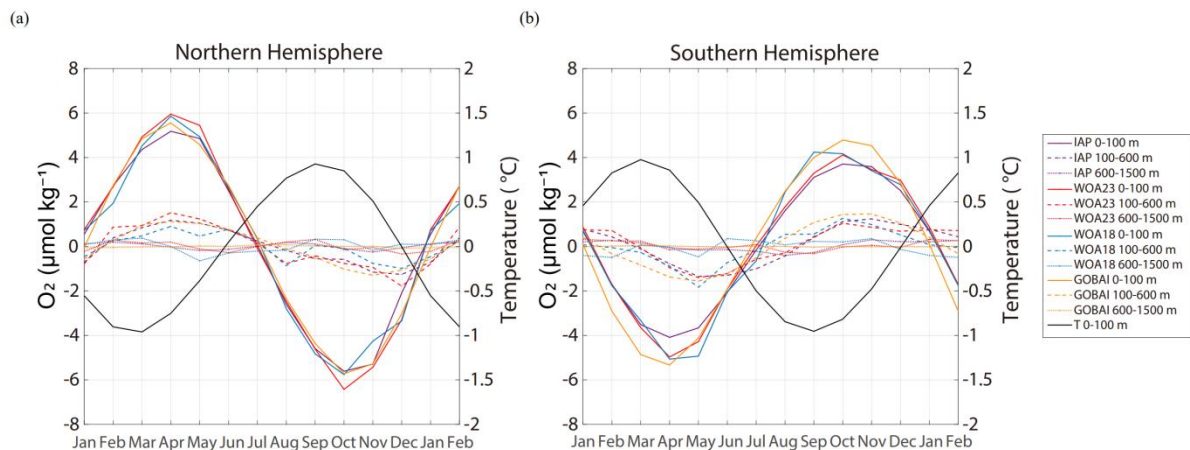 (a)
(b)
Northern Hemisphere
Southern Hemisphere
8
6
4
2
0
-2
-4
-6
-8
O₂ (μmol kg⁻¹)
2
1.5
1
0.5
0
-0.5
-1
-1.5
-2
Temperature ( °C)
Jan Feb Mar Apr May Jun Jul Aug Sep Oct Nov Dec Jan Feb
8
6
4
2
0
-2
-4
-6
-8
O₂ (μmol kg⁻¹)
2
1.5
1
0.5
0
-0.5
-1
-1.5
-2
Temperature ( °C)
Jan Feb Mar Apr May Jun Jul Aug Sep Oct Nov Dec Jan Feb
IAP 0-100 m
IAP 100-600 m
IAP 600-1500 m
WOA23 0-100 m
WOA23 100-600 m
WOA23 600-1500 m
WOA18 0-100 m
WOA18 100-600 m
WOA18 600-1500 m
GOBAI 0-100 m
GOBAI 100-600 m
GOBAI 600-1500 m
T 0-100 m